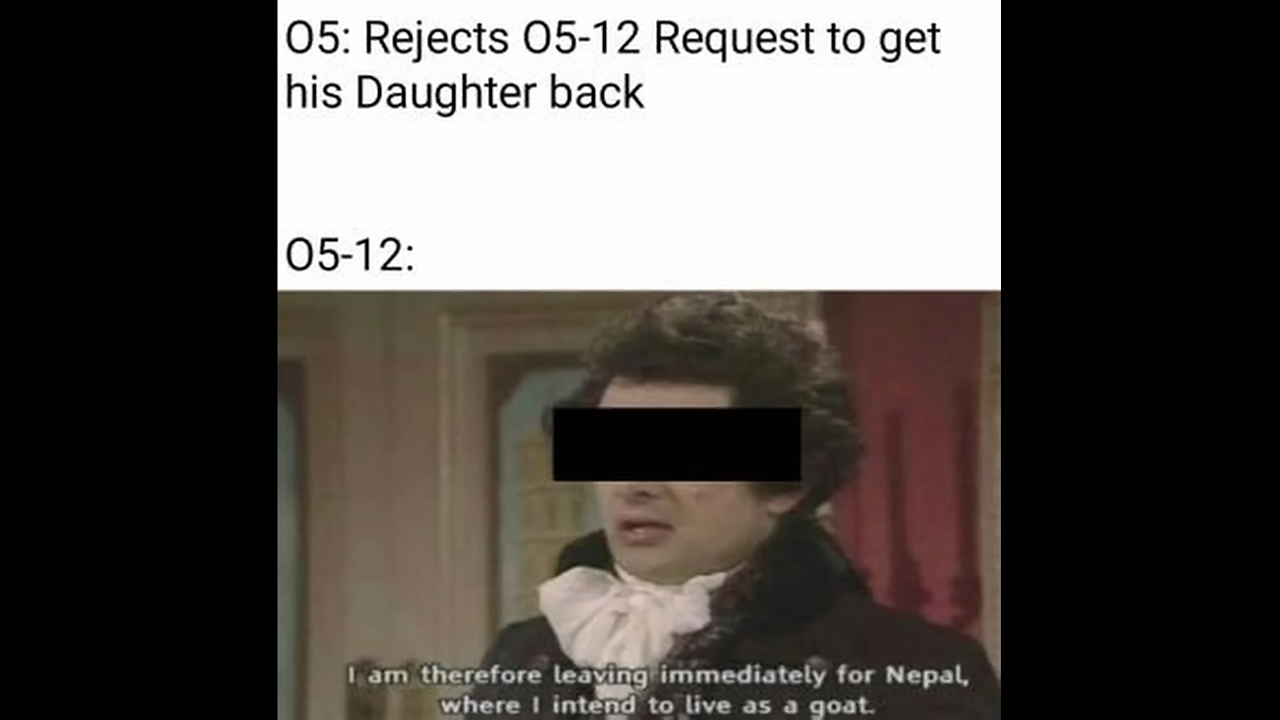 O5: Rejects O5-12 Request to get
his Daughter back
O5-12:
I am therefore leaving immediately for Nepal,
where I intend to live as a goat.